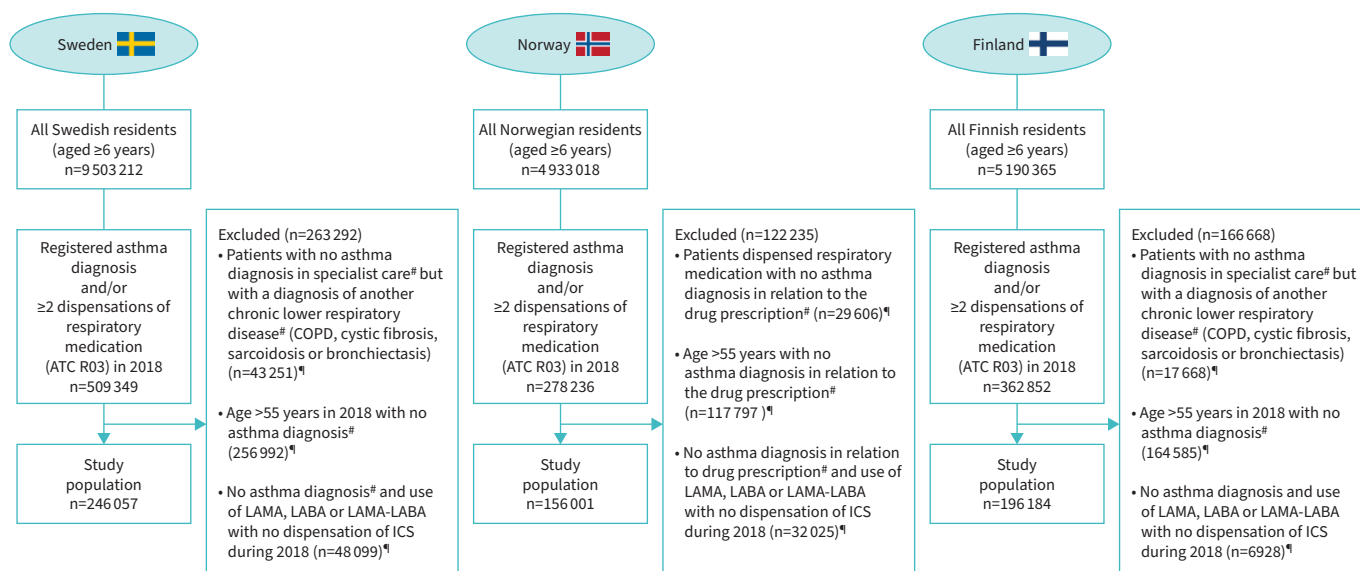 Sweden
All Swedish residents
(aged ≥6 years)
n=9 503 212
Registered asthma
diagnosis
and/or
≥2 dispensations of
respiratory
medication
(ATC R03) in 2018
n=509 349
Excluded (n=263 292)
• Patients with no asthma
diagnosis in specialist care# but
with a diagnosis of another
chronic lower respiratory
disease# (COPD, cystic fibrosis,
sarcoidosis or bronchiectasis)
(n=43 251)¶
• Age >55 years in 2018 with no
asthma diagnosis#
(256 992)¶
• No asthma diagnosis# and use
of LAMA, LABA or LAMA-LABA
with no dispensation of ICS
during 2018 (n=48 099)¶
Study
population
n=246 057
Norway
All Norwegian residents
(aged ≥6 years)
n=4 933 018
Registered asthma
diagnosis
and/or
≥2 dispensations of
respiratory
medication
(ATC R03) in 2018
n=278 236
Excluded (n=122 235)
• Patients dispensed respiratory
medication with no asthma
diagnosis in relation to the
drug prescription# (n=29 606)¶
• Age >55 years with no
asthma diagnosis in relation to
the drug prescription#
(n=117 797 )¶
• No asthma diagnosis in relation
to drug prescription# and use of
LAMA, LABA or LAMA-LABA
with no dispensation of ICS
during 2018 (n=32 025)¶
Study
population
n=156 001
Finland
All Finnish residents
(aged ≥6 years)
n=5 190 365
Registered asthma
diagnosis
and/or
≥2 dispensations of
respiratory
medication
(ATC R03) in 2018
n=362 852
Excluded (n=166 668)
• Patients with no asthma
diagnosis in specialist care# but
with a diagnosis of another
chronic lower respiratory
disease# (COPD, cystic fibrosis,
sarcoidosis or bronchiectasis)
(n=17 668)¶
• Age >55 years in 2018 with no
asthma diagnosis#
(164 585)¶
• No asthma diagnosis and use
of LAMA, LABA or LAMA-LABA
with no dispensation of ICS
during 2018 (n=6928)¶
Study
population
n=196 184